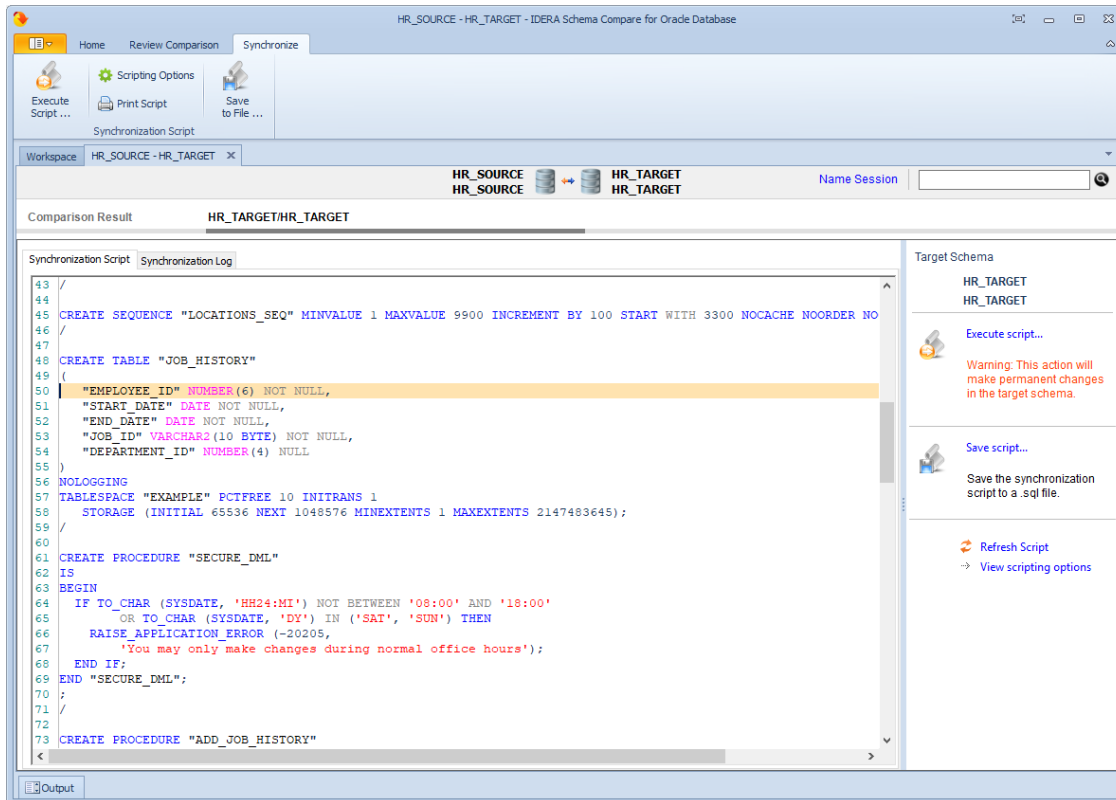 HR_SOURCE - HR_TARGET - IDERA Schema Compare for Oracle Database
Home Review Comparison Synchronize
Execute Script ...
Scripting Options
Print Script
Save to File ...
Synchronization Script
Workspace HR_SOURCE - HR_TARGET
HR_SOURCE HR_TARGET
HR_SOURCE HR_TARGET
Name Session
Comparison Result HR_TARGET/HR_TARGET
Synchronization Script Synchronization Log
43 /
44
45 CREATE SEQUENCE "LOCATIONS_SEQ" MINVALUE 1 MAXVALUE 9900 INCREMENT BY 100 START WITH 3300 NOCACHE NOORDER NO
46 /
47
48 CREATE TABLE "JOB_HISTORY"
49 (
50 "EMPLOYEE_ID" NUMBER(6) NOT NULL,
51 "START_DATE" DATE NOT NULL,
52 "END_DATE" DATE NOT NULL,
53 "JOB_ID" VARCHAR2(10 BYTE) NOT NULL,
54 "DEPARTMENT_ID" NUMBER(4) NULL
55 )
56 NOLOGGING
57 TABLESPACE "EXAMPLE" PCTFREE 10 INITRANS 1
58 STORAGE (INITIAL 65536 NEXT 1048576 MINEXTENTS 1 MAXEXTENTS 2147483645);
59 /
60
61 CREATE PROCEDURE "SECURE_DML"
62 IS
63 BEGIN
64 IF TO_CHAR (SYSDATE, 'HH24:MI') NOT BETWEEN '08:00' AND '18:00'
65 OR TO_CHAR (SYSDATE, 'DY') IN ('SAT', 'SUN') THEN
66 RAISE_APPLICATION_ERROR (-20205,
67 'You may only make changes during normal office hours');
68 END IF;
69 END "SECURE_DML";
70 ;
71 /
72
73 CREATE PROCEDURE "ADD_JOB_HISTORY"
Target Schema
HR_TARGET
HR_TARGET
Execute script...
Warning: This action will
make permanent changes
in the target schema.
Save script...
Save the synchronization
script to a .sql file.
Refresh Script
View scripting options
Output